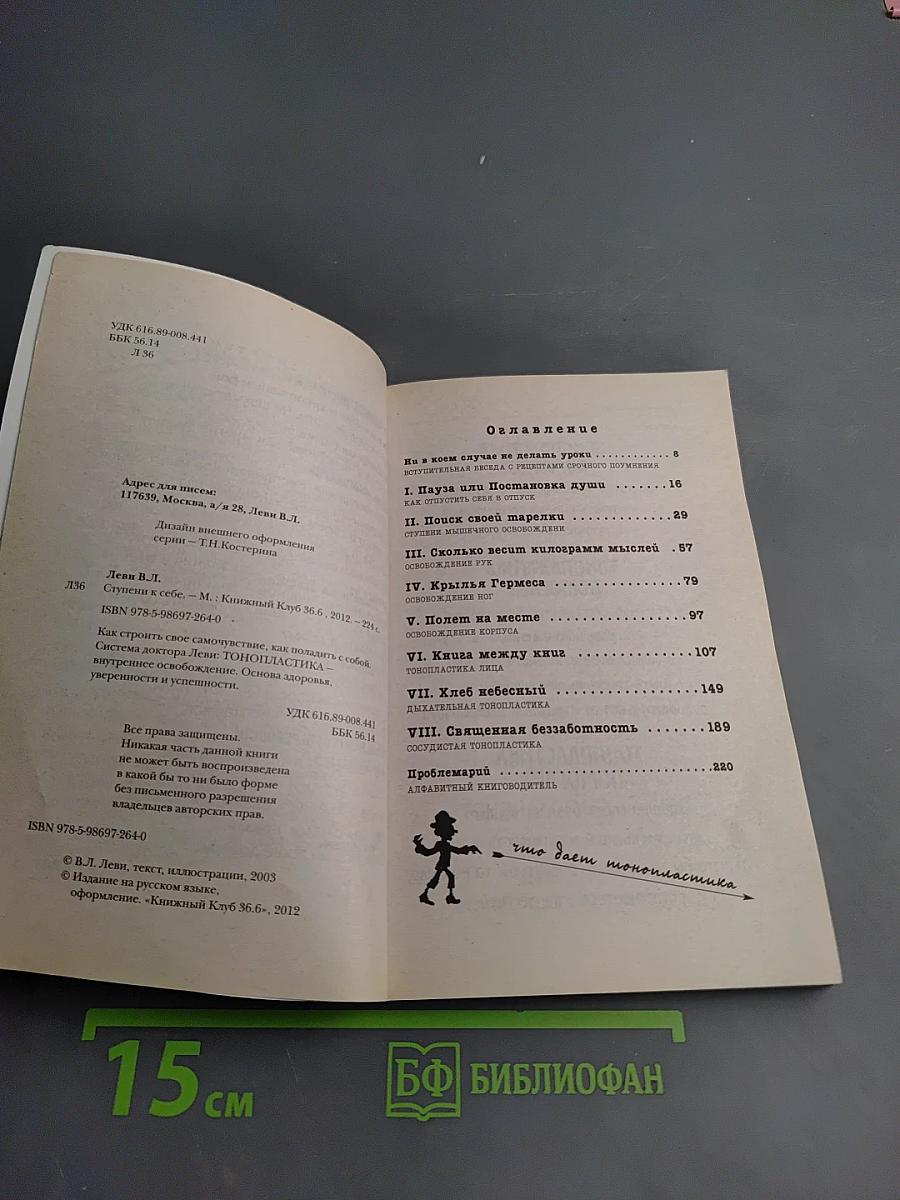 УДК 616.89-008.441
ББК 56.14
Л 36
Адрес для писем:
117639, Москва, а/я 28, Леви В.Л.
Дизайн внешнего оформления
серии — Т.Н.Костерина
Леви В.Л.
Л36 Ступени к себе. — М. : Книжный Клуб 36.6 , 2012. — 224 с.
ISBN 978-5-98697-264-0
Как строить свое самочувствие, как поладить с собой.
Система доктора Леви: ТОНОПЛАСТИКА —
внутреннее освобождение. Основа здоровья,
уверенности и успешности.
УДК 616.89-008.441
ББК 56.14
Все права защищены.
Никакая часть данной книги
не может быть воспроизведена
в какой бы то ни было форме
без письменного разрешения
владельцев авторских прав.
ISBN 978-5-98697-264-0
© В.Л. Леви, текст, иллюстрации, 2003
© Издание на русском языке,
оформление. «Книжный Клуб 36.6», 2012
Оглавление
Ни в коем случае не делать уроки ............ 8
ВСТУПИТЕЛЬНАЯ БЕСЕДА С РЕЦЕПТАМИ СРОЧНОГО ПОУМНЕНИЯ
I. Пауза или Постановка души ....... 16
КАК ОТПУСТИТЬ СЕБЯ В ОТПУСК
II. Поиск своей тарелки .............29
СТУПЕНИ МЫШЕЧНОГО ОСВОБОЖДЕНИ
III. Сколько весит килограмм мыслей . 57
ОСВОБОЖДЕНИЕ РУК
IV. Крылья Гермеса ................79
ОСВОБОЖДЕНИЕ НОГ
V. Полет на месте ..................97
ОСВОБОЖДЕНИЕ КОРПУСА
VI. Книга между книг ..............107
ТОНОПЛАСТИКА ЛИЦА
VII. Хлеб небесный ..................149
ДЫХАТЕЛЬНАЯ ТОНОПЛАСТИКА
VIII. Священная беззаботность .......189
СОСУДИСТАЯ ТОНОПЛАСТИКА
Проблемарий ............................220
АЛФАВИТНЫЙ КНИГОВОДИТЕЛЬ
что дает тонопластика
15 см
БФ БИБЛИОФАН